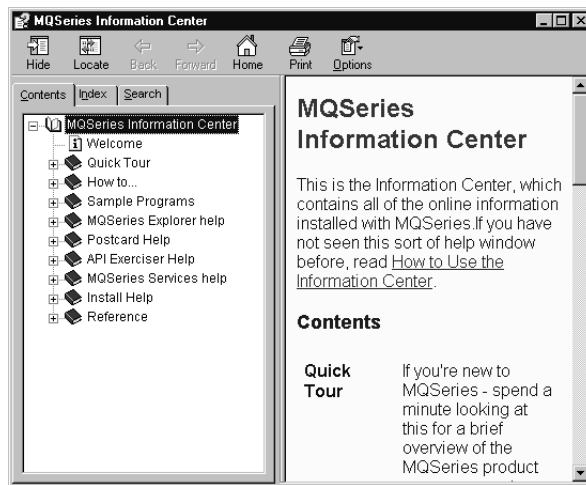 MQSeries Information Center
Hide Locate Back Forward Home Print Options
Contents Index Search
MQSeries Information Center
Welcome
Quick Tour
How to...
Sample Programs
MQSeries Explorer help
Postcard Help
API Exerciser Help
MQSeries Services help
Install Help
Reference
MQSeries
Information Center
This is the Information Center, which
contains all of the online information
installed with MQSeries.If you have
not seen this sort of help window
before, read How to Use the
Information Center.
Contents
Quick
Tour
If you're new to
MQSeries - spend a
minute looking at
this for a brief
overview of the
MQSeries product